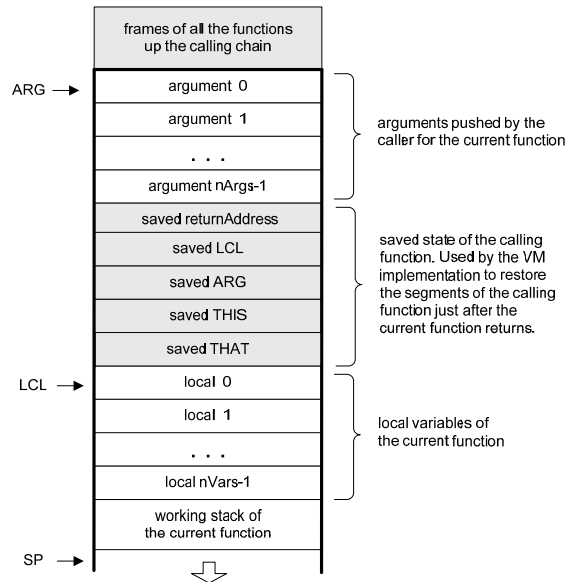 frames of all the functions
up the calling chain
ARG
argument 0
argument 1
. . .
argument nArgs-1
arguments pushed by the
caller for the current function
saved returnAddress
saved LCL
saved ARG
saved THIS
saved THAT
saved state of the calling
function. Used by the VM
implementation to restore
the segments of the calling
function just after the
current function returns.
LCL
local 0
local 1
. . .
local nVars-1
local variables of
the current function
working stack of
the current function
SP